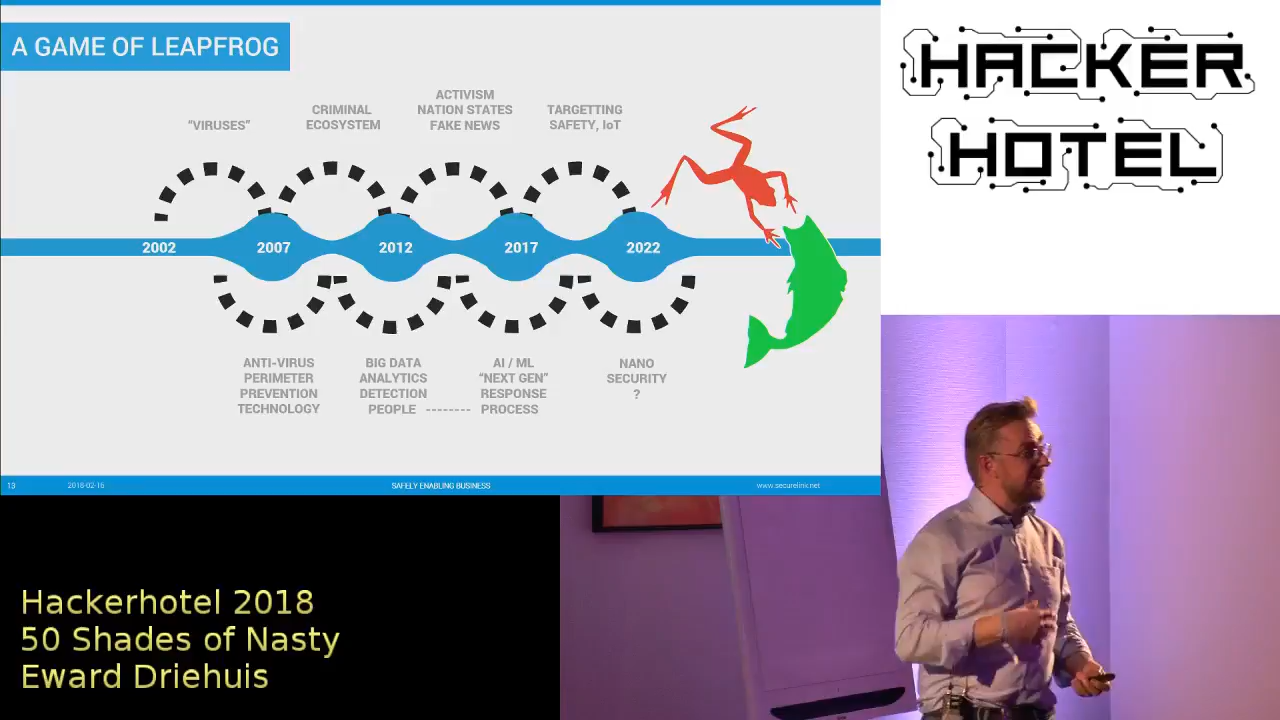 A GAME OF LEAPFROG
"VIRUSES"
CRIMINAL
ECOSYSTEM
ACTIVISM
NATION STATES
FAKE NEWS
TARGETTING
SAFETY, IoT
2002
2007
2012
2017
2022
ANTI-VIRUS
PERIMETER
PREVENTION
TECHNOLOGY
BIG DATA
ANALYTICS
DETECTION
PEOPLE --------
AI / ML
"NEXT GEN"
RESPONSE
PROCESS
NANO
SECURITY
?
13
2018-02-16
SAFELY ENABLING BUSINESS
www.securelink.net
HACKER
HOTEL
Hackerhotel 2018
50 Shades of Nasty
Eward Driehuis